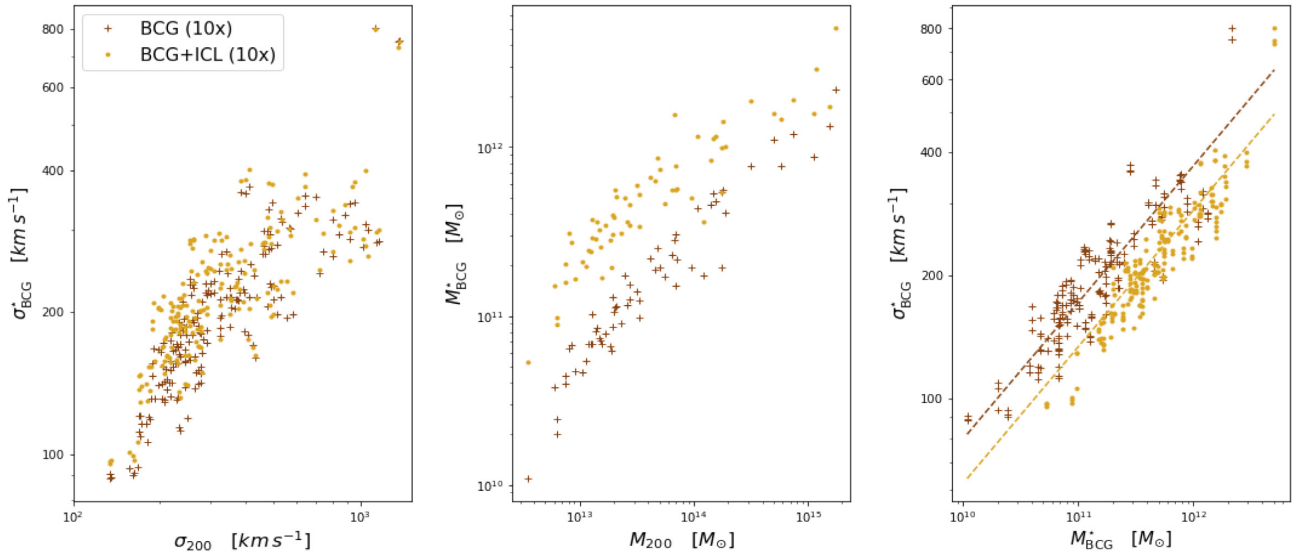 BCG (10x)
BCG+ICL (10x)
800
600
400
200
100
σ*BCG [km s⁻¹]
10² 10³
σ200 [km s⁻¹]
10¹²
10¹¹
10¹⁰
M*BCG [M⊙]
10¹³ 10¹⁴ 10¹⁵
M200 [M⊙]
800
600
400
200
100
σ*BCG [km s⁻¹]
10¹⁰ 10¹¹ 10¹²
M*BCG [M⊙]